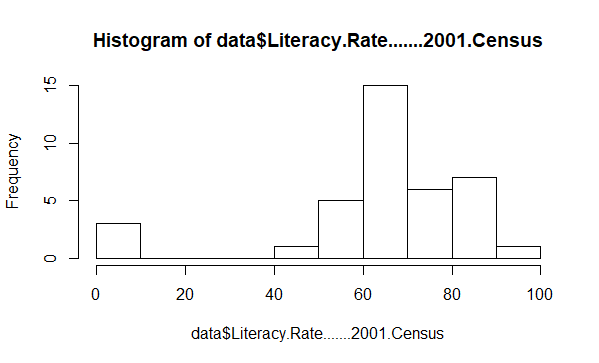 Histogram of data$Literacy.Rate.......2001.Census
Frequency
15
10
5
0
0 20 40 60 80 100
data$Literacy.Rate.......2001.Census